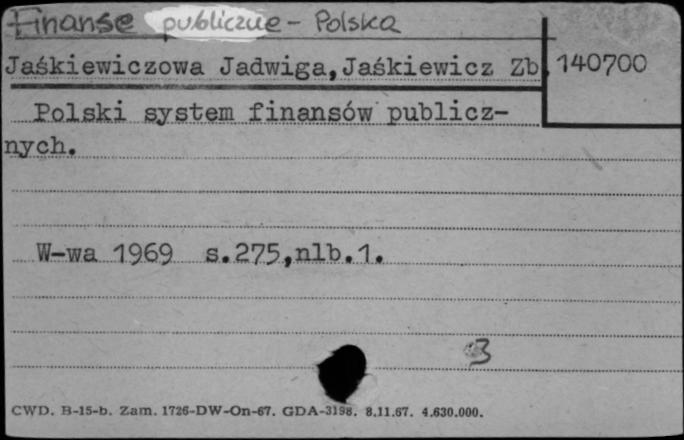 Finanse publiczne - Polska
Jaśkiewiczowa Jadwiga, Jaśkiewicz Zb. 140700
Polski system finansów publicz-
nych.
W-wa 1969 s.275,nlb.1.
3
CWD. B-15-b. Zam. 1726-DW-On-67. GDA-3198. 8.11.67. 4.630.000.